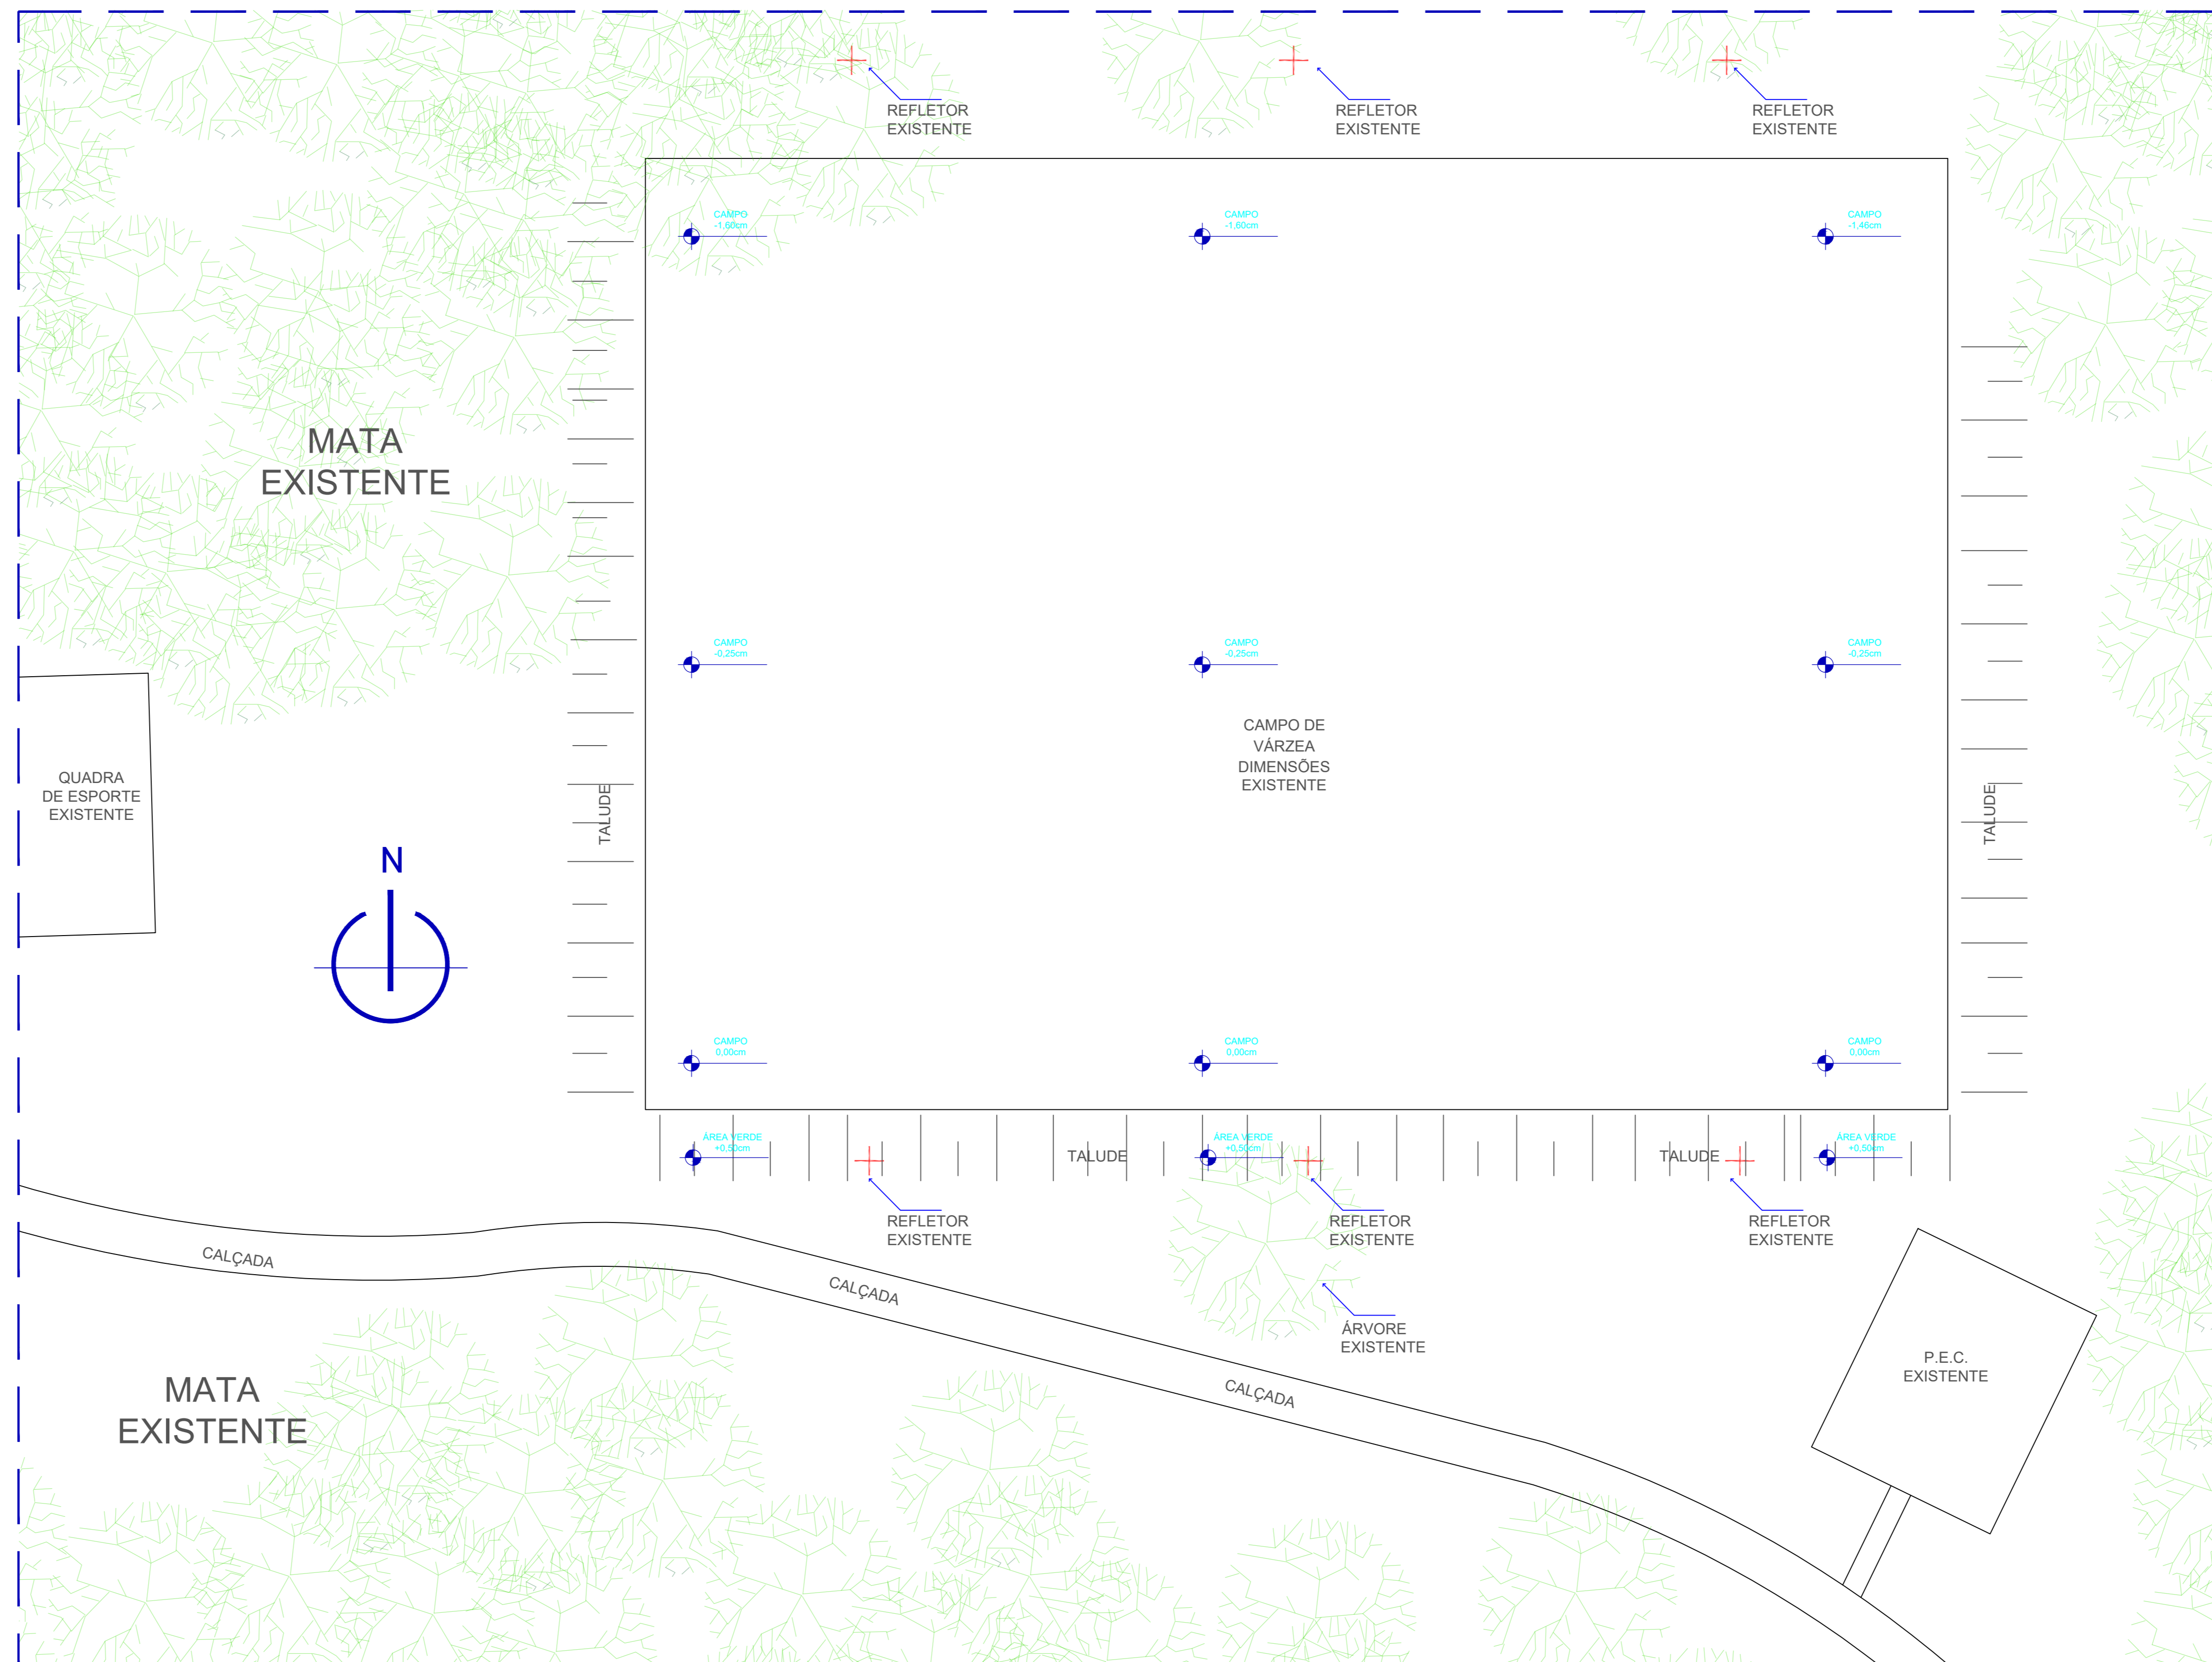 REFLETOR
EXISTENTE
REFLETOR
EXISTENTE
REFLETOR
EXISTENTE
CAMPO
-1,60cm
CAMPO
-1,60cm
CAMPO
-1,46cm
MATA
EXISTENTE
CAMPO
-0,25cm
CAMPO
-0,25cm
CAMPO
-0,25cm
CAMPO DE
VÁRZEA
DIMENSÕES
EXISTENTE
QUADRA
DE ESPORTE
EXISTENTE
TALUDE
TALUDE
N
CAMPO
0,00cm
CAMPO
0,00cm
CAMPO
0,00cm
ÁREA VERDE
+0,50cm
TALUDE
ÁREA VERDE
+0,50cm
TALUDE
ÁREA VERDE
+0,50cm
REFLETOR
EXISTENTE
REFLETOR
EXISTENTE
REFLETOR
EXISTENTE
CALÇADA
CALÇADA
ÁRVORE
EXISTENTE
CALÇADA
P.E.C.
EXISTENTE
MATA
EXISTENTE